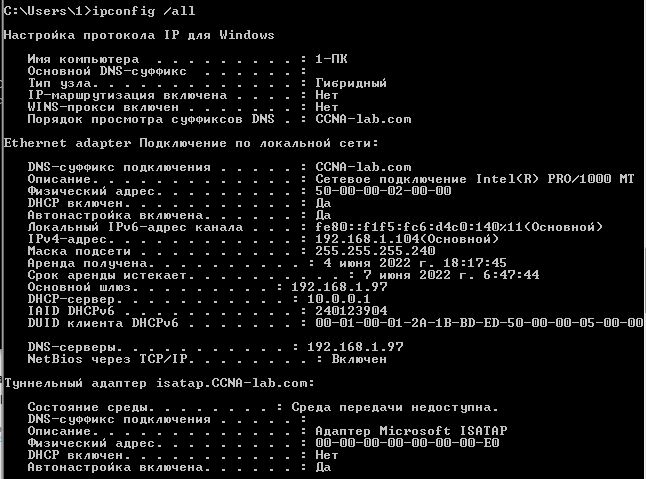 C:\Users\1>ipconfig /all
Настройка протокола IP для Windows
Имя компьютера . . . . . . . . . : 1-ПК
Основной DNS-суффикс . . . . . . :
Тип узла. . . . . . . . . . . . . : Гибридный
IP-маршрутизация включена . . . . : Нет
WINS-прокси включен . . . . . . . : Нет
Порядок просмотра суффиксов DNS . : CCNA-lab.com
Ethernet adapter Подключение по локальной сети:
DNS-суффикс подключения . . . . . : CCNA-lab.com
Описание. . . . . . . . . . . . . : Сетевое подключение Intel(R) PRO/1000 MT
Физический адрес. . . . . . . . . : 50-00-00-02-00-00
DHCP включен. . . . . . . . . . . : Да
Автонастройка включена. . . . . . : Да
Локальный IPv6-адрес канала . . . : fe80::f1f5:fc6:d4c0:140%11(Основной)
IPv4-адрес. . . . . . . . . . . . : 192.168.1.104(Основной)
Маска подсети . . . . . . . . . . : 255.255.255.240
Аренда получена. . . . . . . . . . : 4 июня 2022 г. 18:17:45
Срок аренды истекает. . . . . . . . . . : 7 июня 2022 г. 6:47:44
Основной шлюз. . . . . . . . . : 192.168.1.97
DHCP-сервер. . . . . . . . . . . : 10.0.0.1
IAID DHCPv6 . . . . . . . . . . . : 240123904
DUID клиента DHCPv6 . . . . . . . : 00-01-00-01-2A-1B-BD-ED-50-00-00-05-00-00
DNS-серверы. . . . . . . . . . . : 192.168.1.97
NetBios через TCP/IP. . . . . . . . : Включен
Туннельный адаптер isatap.CCNA-lab.com:
Состояние среды. . . . . . . . : Среда передачи недоступна.
DNS-суффикс подключения . . . . . :
Описание. . . . . . . . . . . . . : Адаптер Microsoft ISATAP
Физический адрес. . . . . . . . . : 00-00-00-00-00-00-00-E0
DHCP включен. . . . . . . . . . . : Нет
Автонастройка включена. . . . . . : Да